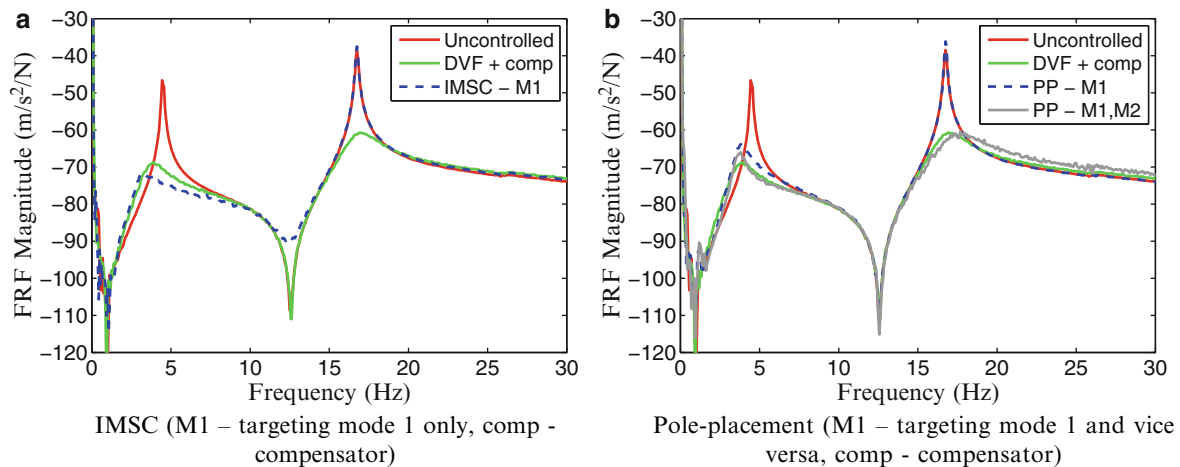 a
−30
−40
−50
−60
−70
−80
−90
−100
−110
−120
FRF Magnitude (m/s²/N)
Uncontrolled
DVF + comp
IMSC − M1
0 5 10 15 20 25 30
Frequency (Hz)
IMSC (M1 – targeting mode 1 only, comp -
compensator)
b
−30
−40
−50
−60
−70
−80
−90
−100
−110
−120
FRF Magnitude (m/s²/N)
Uncontrolled
DVF + comp
PP − M1
PP − M1,M2
0 5 10 15 20 25 30
Frequency (Hz)
Pole-placement (M1 – targeting mode 1 and vice
versa, comp - compensator)